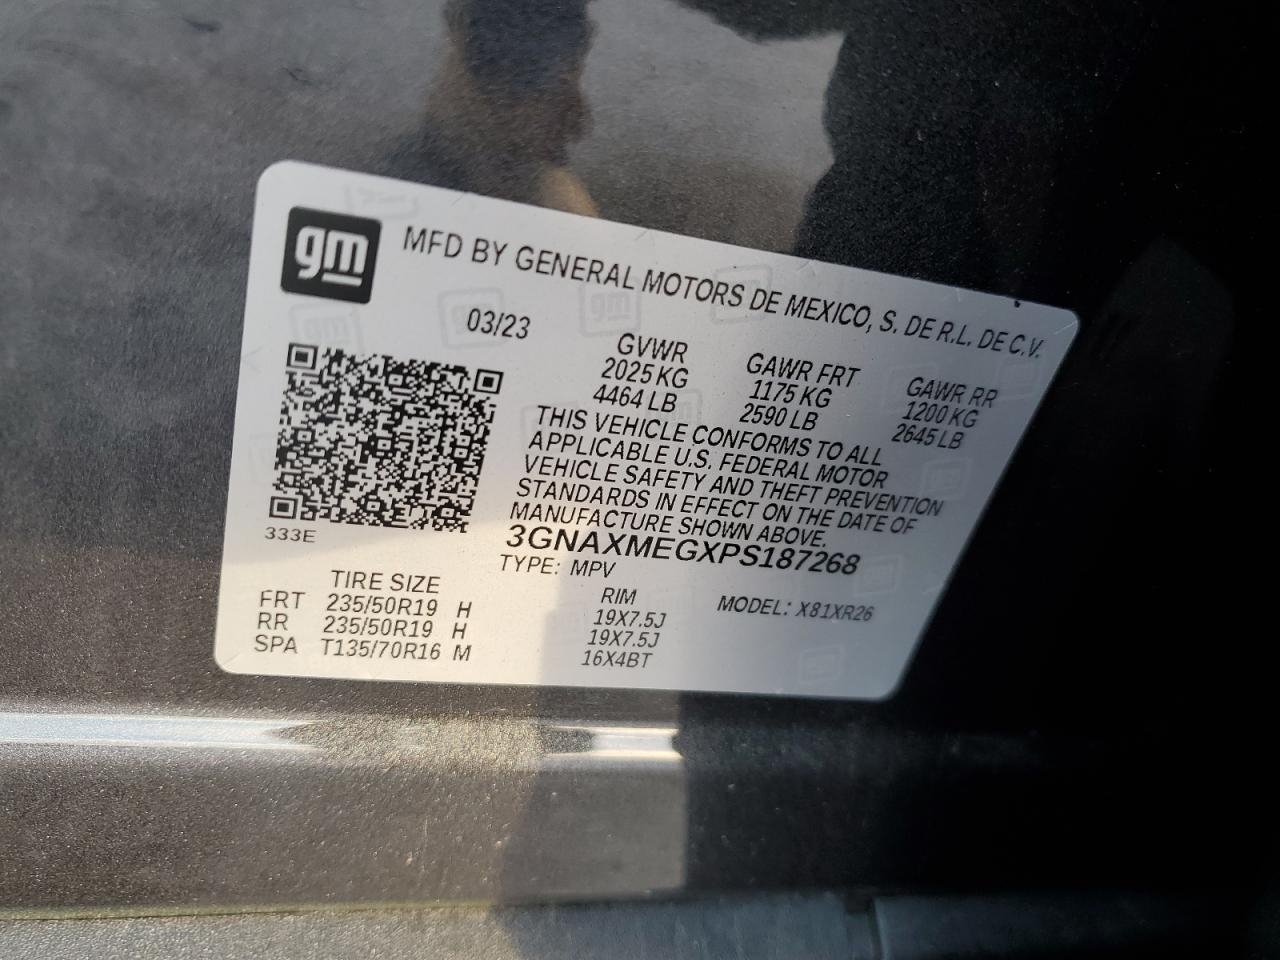 gm
MFD BY GENERAL MOTORS DE MEXICO, S. DE R.L. DE C.V.
03/23
GVWR GAWR FRT GAWR RR
2025 KG 1175 KG 1200 KG
4464 LB 2590 LB 2645 LB
THIS VEHICLE CONFORMS TO ALL
APPLICABLE U.S. FEDERAL MOTOR
VEHICLE SAFETY AND THEFT PREVENTION
STANDARDS IN EFFECT ON THE DATE OF
MANUFACTURE SHOWN ABOVE.
333E
3GNAXMEGXPS187268
TYPE: MPV
MODEL: X81XR26
TIRE SIZE RIM
FRT 235/50R19 H 19X7.5J
RR 235/50R19 H 19X7.5J
SPA T135/70R16 M 16X4BT